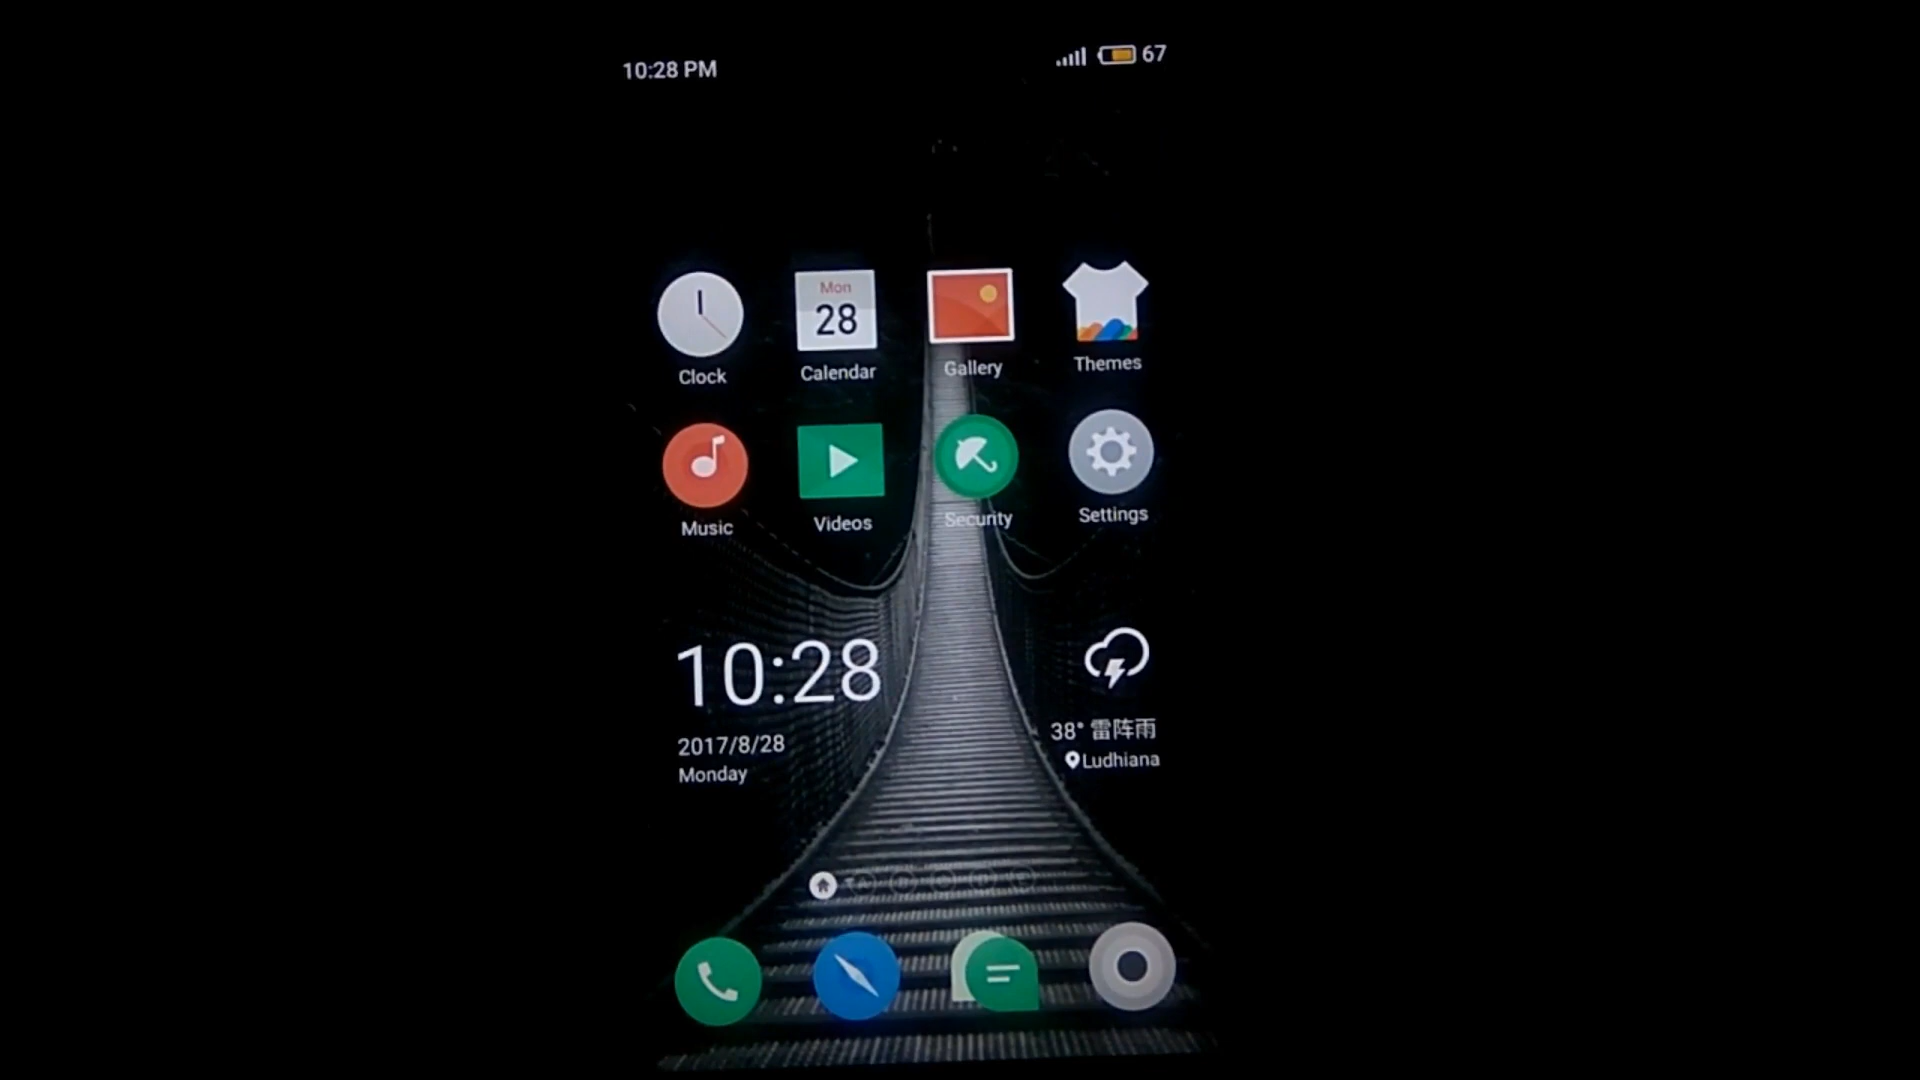 10:28 PM
67
Mon
28
Clock
Calendar
Gallery
Themes
Music
Videos
Security
Settings
10:28
2017/8/28
Monday
38° 雷阵雨
Ludhiana